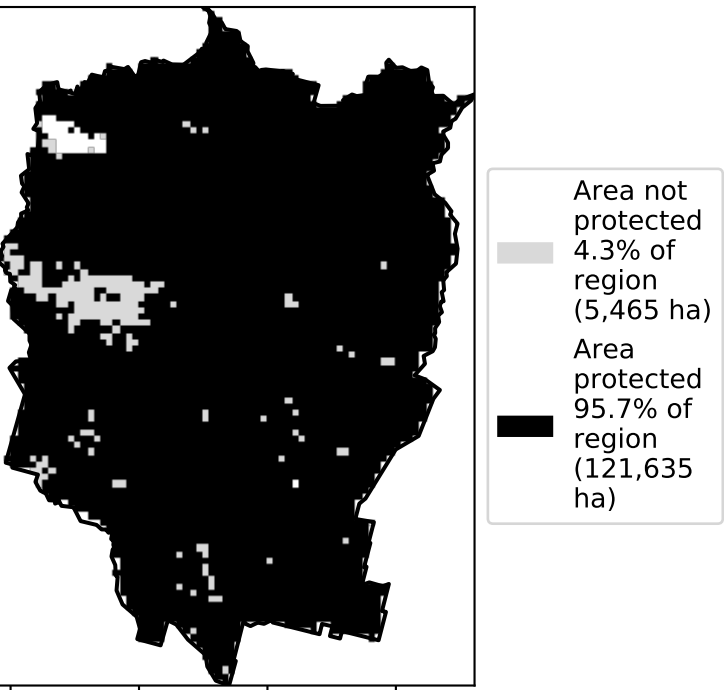 Area not
protected
4.3% of
region
(5,465 ha)
Area
protected
95.7% of
region
(121,635
ha)